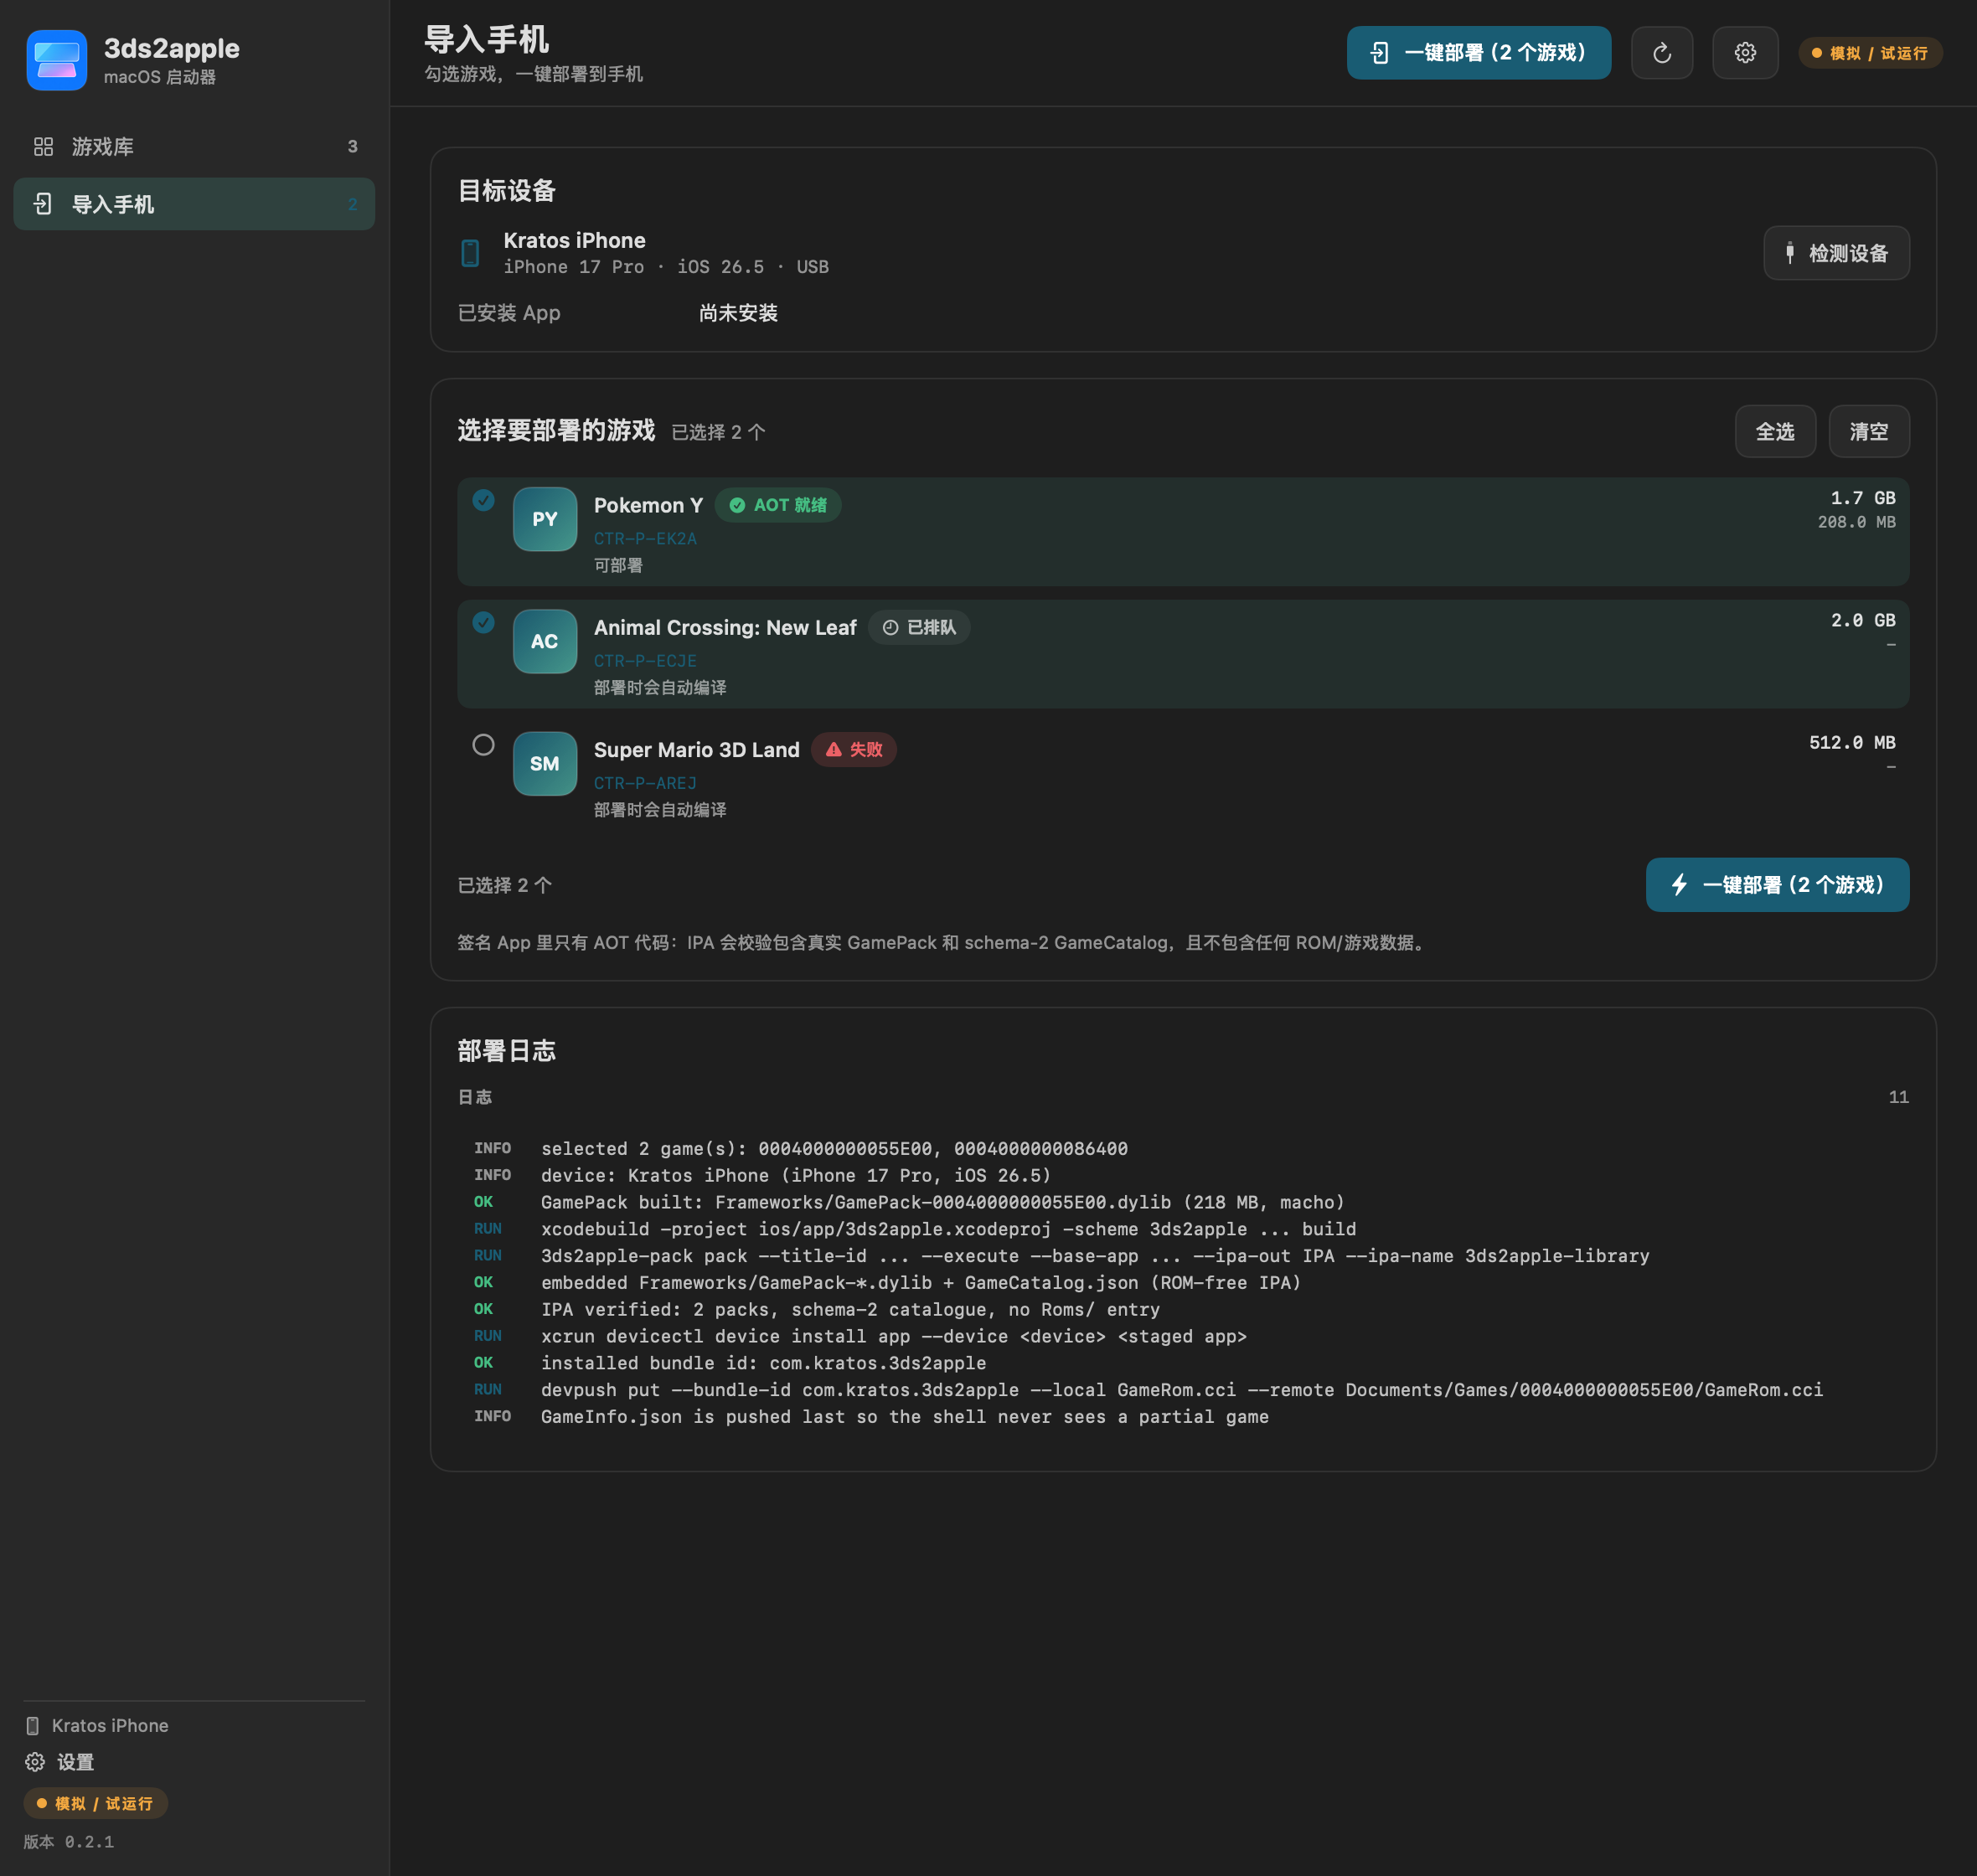 3ds2apple
macOS 启动器
游戏库 3
导入手机 2
导入手机
勾选游戏，一键部署到手机
一键部署 (2 个游戏)
模拟 / 试运行
目标设备
Kratos iPhone
iPhone 17 Pro · iOS 26.5 · USB
检测设备
已安装 App 尚未安装
选择要部署的游戏 已选择 2 个
全选 清空
PY
Pokemon Y AOT 就绪
CTR-P-EK2A
可部署
1.7 GB
208.0 MB
AC
Animal Crossing: New Leaf 已排队
CTR-P-ECJE
部署时会自动编译
2.0 GB
—
SM
Super Mario 3D Land 失败
CTR-P-AREJ
部署时会自动编译
512.0 MB
—
已选择 2 个
一键部署 (2 个游戏)
签名 App 里只有 AOT 代码：IPA 会校验包含真实 GamePack 和 schema-2 GameCatalog，且不包含任何 ROM/游戏数据。
部署日志
日志 11
INFO selected 2 game(s): 0004000000055E00, 0004000000086400
INFO device: Kratos iPhone (iPhone 17 Pro, iOS 26.5)
OK GamePack built: Frameworks/GamePack-0004000000055E00.dylib (218 MB, macho)
RUN xcodebuild -project ios/app/3ds2apple.xcodeproj -scheme 3ds2apple ... build
RUN 3ds2apple-pack pack --title-id ... --execute --base-app ... --ipa-out IPA --ipa-name 3ds2apple-library
OK embedded Frameworks/GamePack-*.dylib + GameCatalog.json (ROM-free IPA)
OK IPA verified: 2 packs, schema-2 catalogue, no Roms/ entry
RUN xcrun devicectl device install app --device <device> <staged app>
OK installed bundle id: com.kratos.3ds2apple
RUN devpush put --bundle-id com.kratos.3ds2apple --local GameRom.cci --remote Documents/Games/0004000000055E00/GameRom.cci
INFO GameInfo.json is pushed last so the shell never sees a partial game
Kratos iPhone
设置
模拟 / 试运行
版本 0.2.1